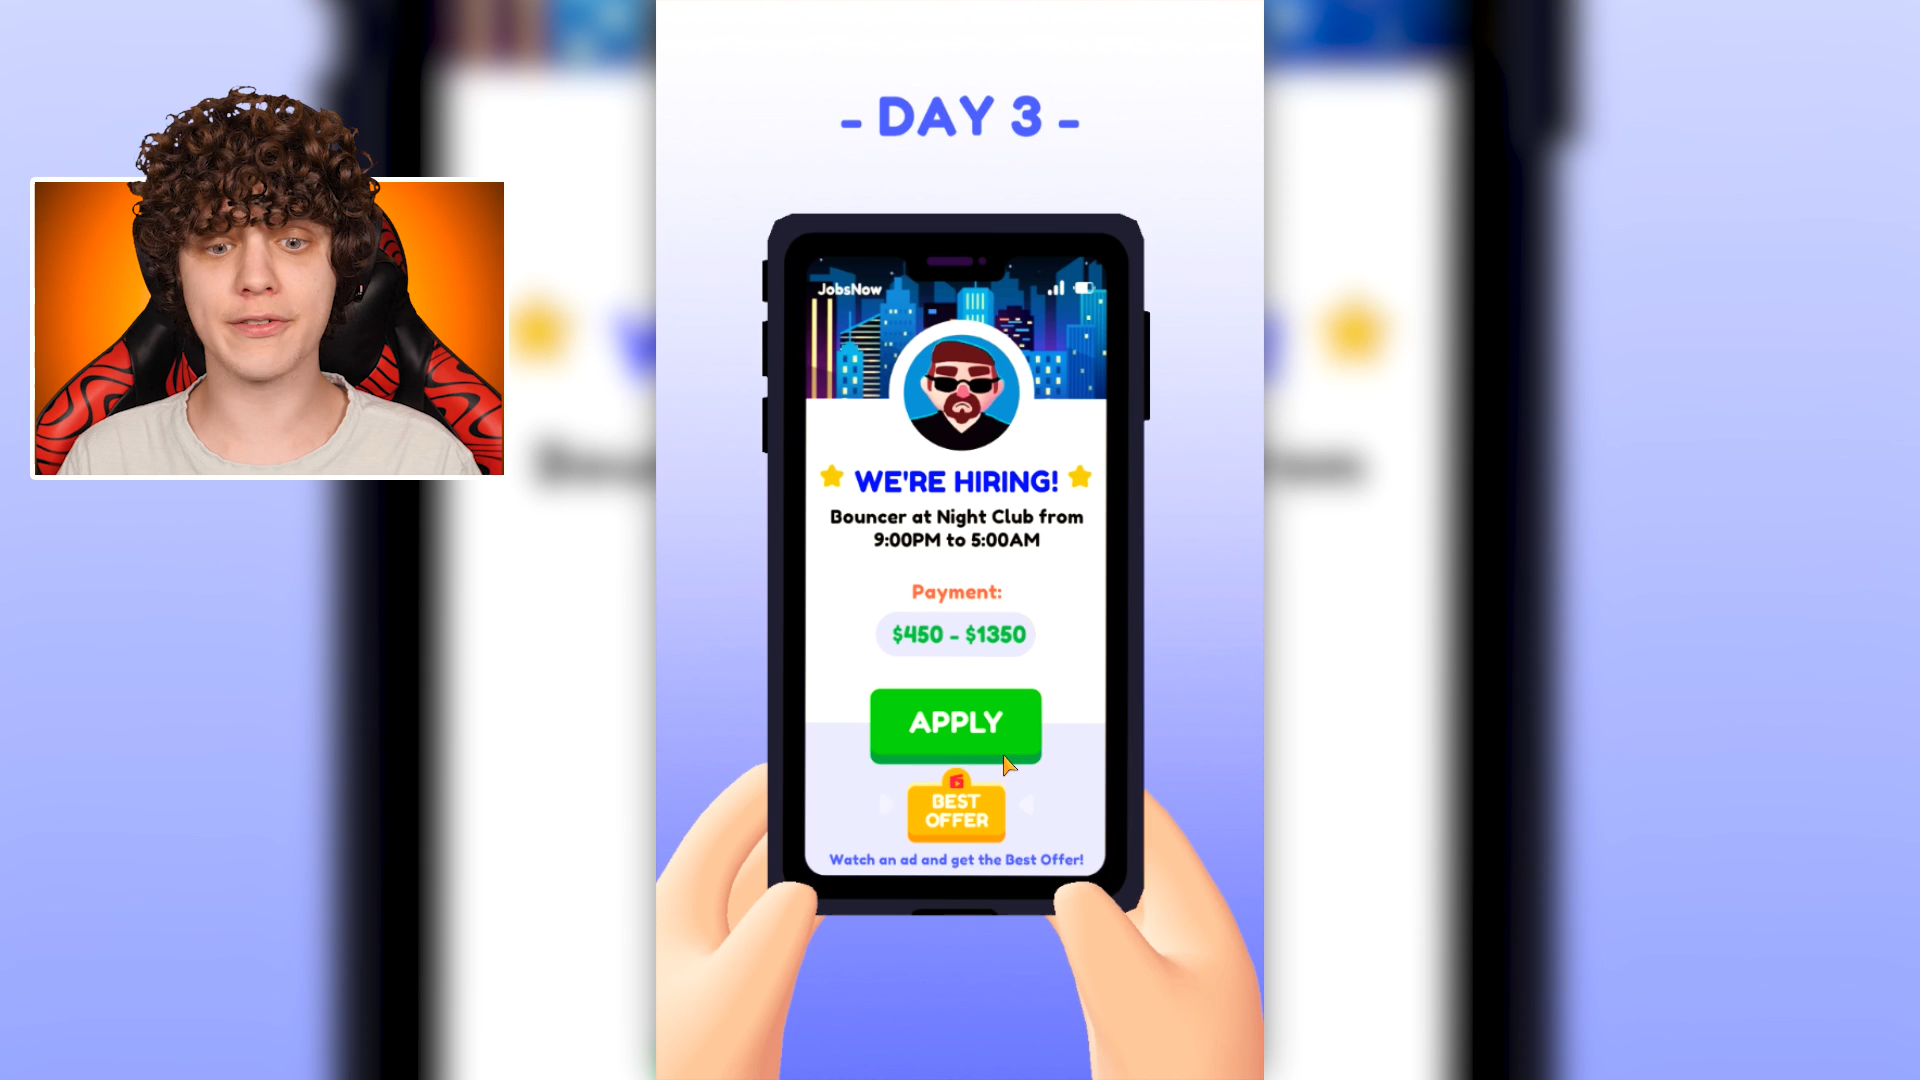 - DAY 3 -
JobsNow
WE'RE HIRING!
Bouncer at Night Club from
9:00PM to 5:00AM
Payment:
$450 - $1350
APPLY
BEST
OFFER
Watch an ad and get the Best Offer!